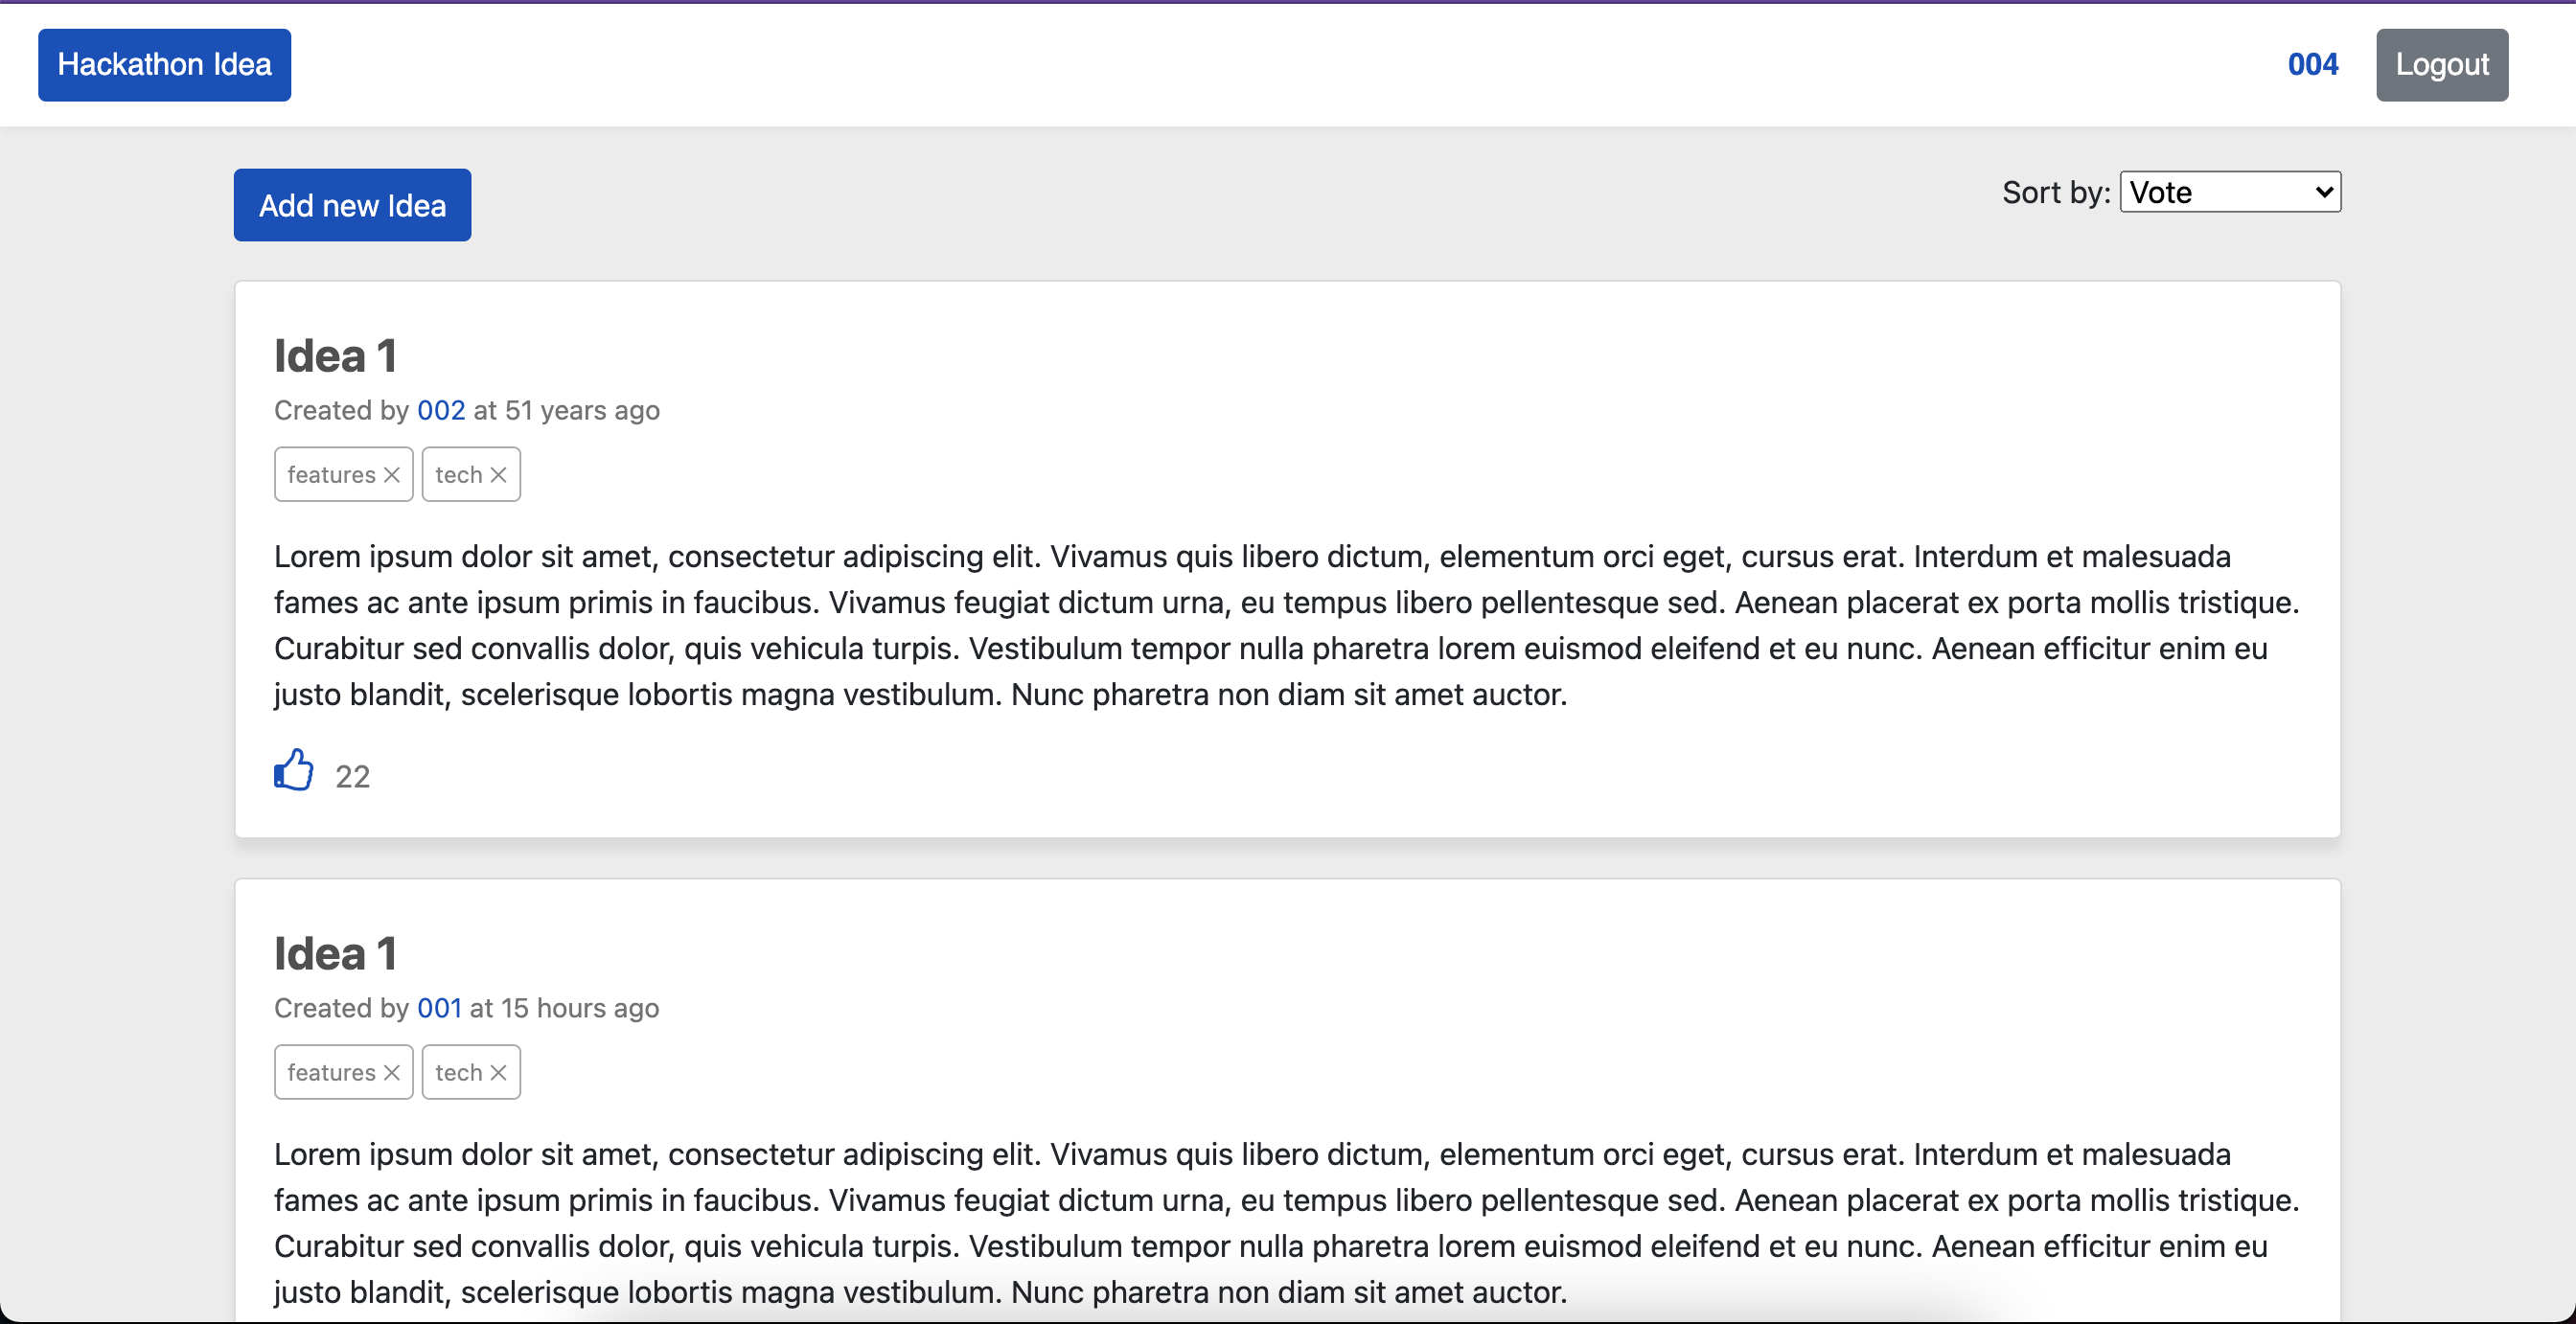 Hackathon Idea
004
Logout
Add new Idea
Sort by: Vote
Idea 1
Created by 002 at 51 years ago
features
tech
Lorem ipsum dolor sit amet, consectetur adipiscing elit. Vivamus quis libero dictum, elementum orci eget, cursus erat. Interdum et malesuada
fames ac ante ipsum primis in faucibus. Vivamus feugiat dictum urna, eu tempus libero pellentesque sed. Aenean placerat ex porta mollis tristique.
Curabitur sed convallis dolor, quis vehicula turpis. Vestibulum tempor nulla pharetra lorem euismod eleifend et eu nunc. Aenean efficitur enim eu
justo blandit, scelerisque lobortis magna vestibulum. Nunc pharetra non diam sit amet auctor.
22
Idea 1
Created by 001 at 15 hours ago
features
tech
Lorem ipsum dolor sit amet, consectetur adipiscing elit. Vivamus quis libero dictum, elementum orci eget, cursus erat. Interdum et malesuada
fames ac ante ipsum primis in faucibus. Vivamus feugiat dictum urna, eu tempus libero pellentesque sed. Aenean placerat ex porta mollis tristique.
Curabitur sed convallis dolor, quis vehicula turpis. Vestibulum tempor nulla pharetra lorem euismod eleifend et eu nunc. Aenean efficitur enim eu
justo blandit, scelerisque lobortis magna vestibulum. Nunc pharetra non diam sit amet auctor.